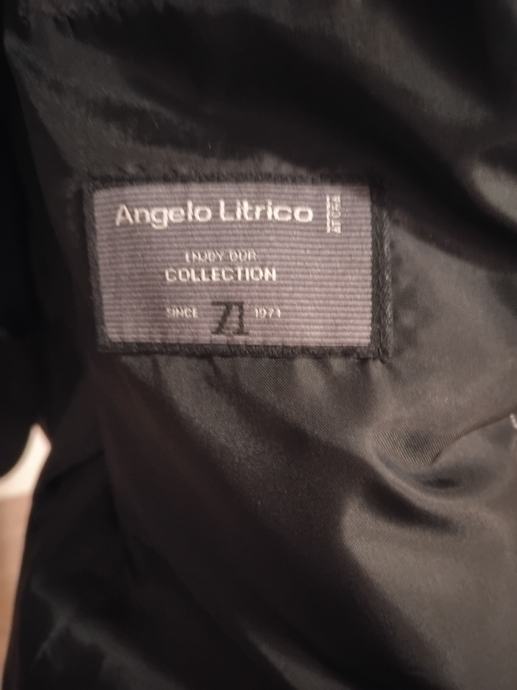 Angelo Litrico
ENJOY OUR
COLLECTION
SINCE 71 1971